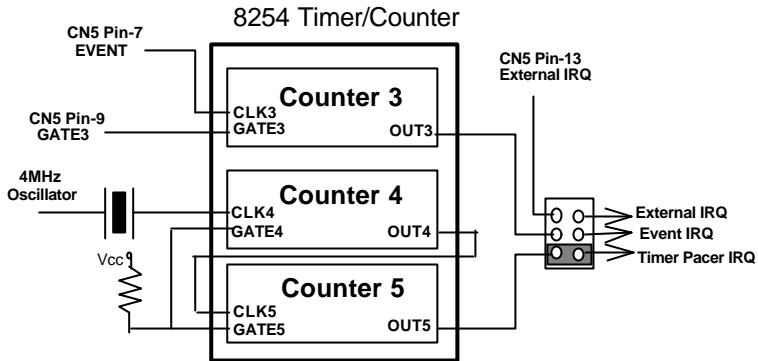 8254 Timer/Counter
CN5 Pin-7
EVENT
CN5 Pin-13
External IRQ
Counter 3
CLK3
GATE3
OUT3
CN5 Pin-9
GATE3
4MHz
Oscillator
Counter 4
CLK4
GATE4
OUT4
External IRQ
Event IRQ
Timer Pacer IRQ
Vcc
Counter 5
CLK5
GATE5
OUT5